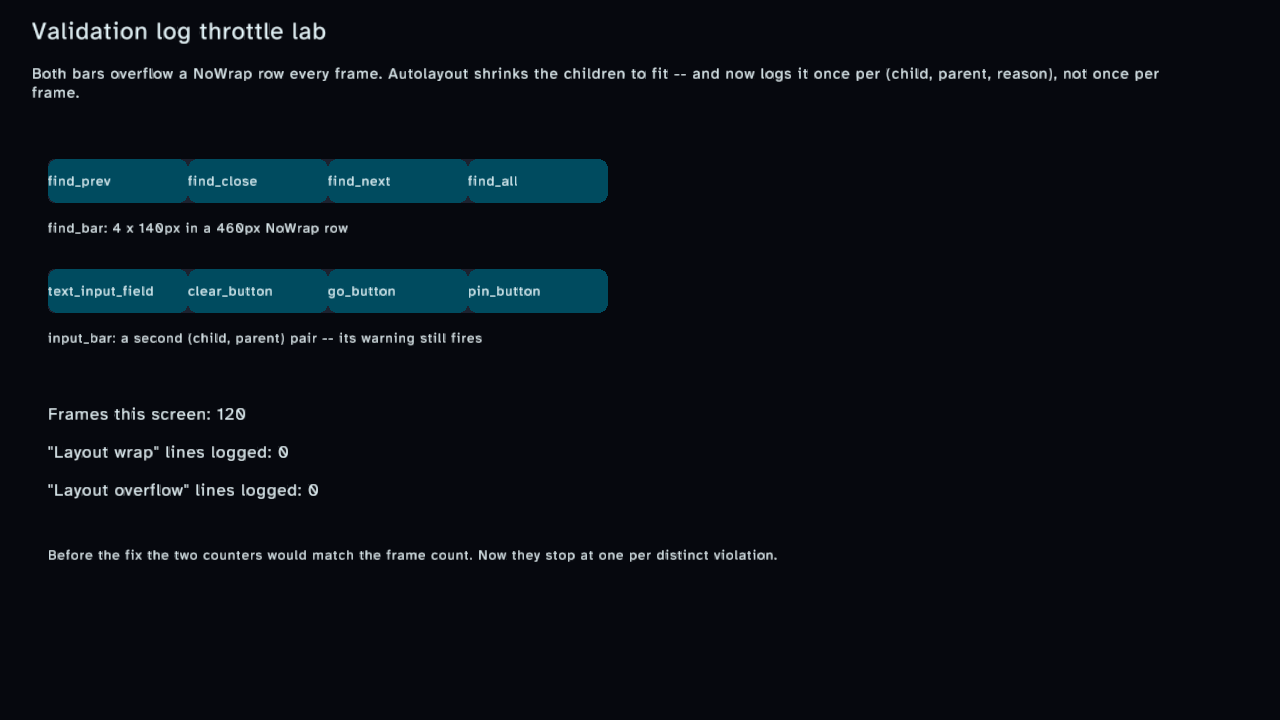 Validation log throttle lab
Both bars overflow a NoWrap row every frame. Autolayout shrinks the children to fit -- and now logs it once per (child, parent, reason), not once per
frame.
find_prev find_close find_next find_all
find_bar: 4 x 140px in a 460px NoWrap row
text_input_field clear_button go_button pin_button
input_bar: a second (child, parent) pair -- its warning still fires
Frames this screen: 120
"Layout wrap" lines logged: 0
"Layout overflow" lines logged: 0
Before the fix the two counters would match the frame count. Now they stop at one per distinct violation.